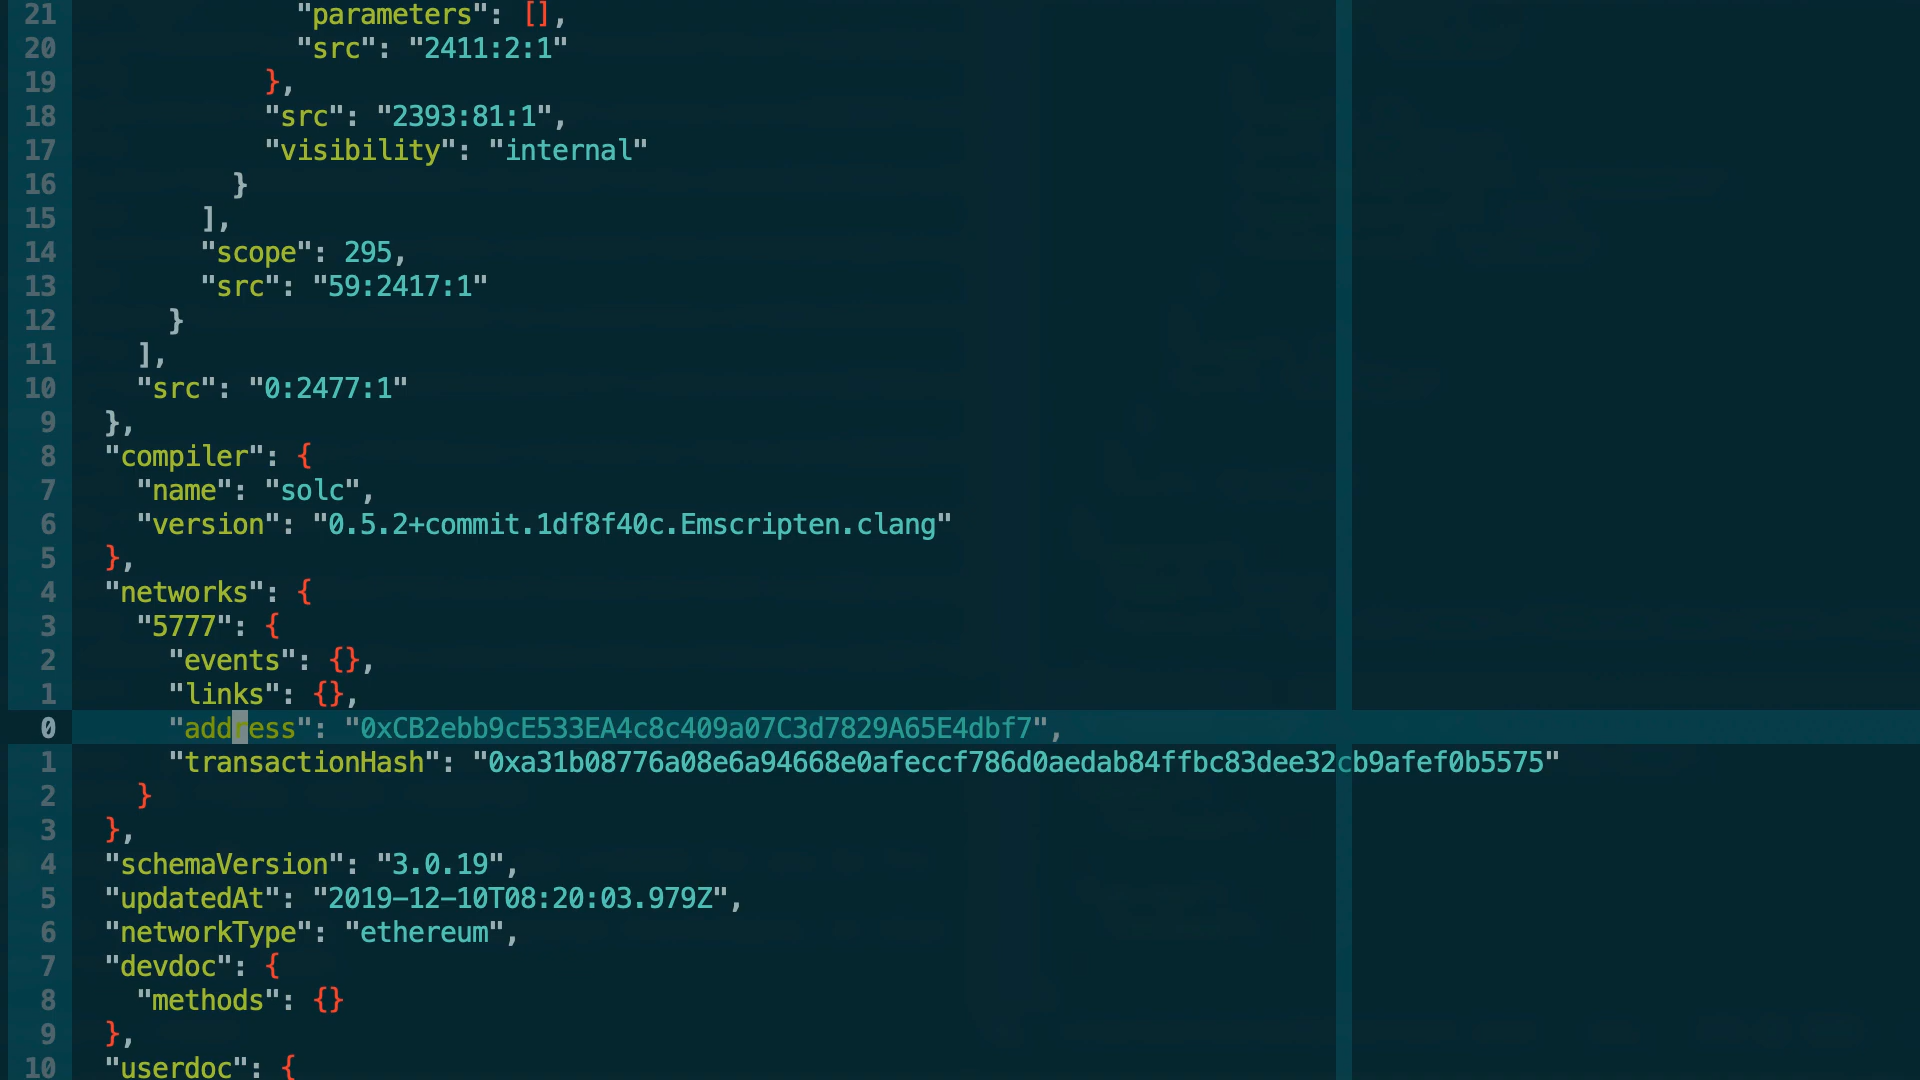 21 "parameters": [],
20 "src": "2411:2:1"
19 },
18 "src": "2393:81:1",
17 "visibility": "internal"
16 }
15 ],
14 "scope": 295,
13 "src": "59:2417:1"
12 }
11 ],
10 "src": "0:2477:1"
9 },
8 "compiler": {
7 "name": "solc",
6 "version": "0.5.2+commit.1df8f40c.Emscripten.clang"
5 },
4 "networks": {
3 "5777": {
2 "events": {},
1 "links": {},
0 "address": "0xCB2ebb9cE533EA4c8c409a07C3d7829A65E4dbf7",
1 "transactionHash": "0xa31b08776a08e6a94668e0afeccf786d0aedab84ffbc83dee32cb9afef0b5575"
2 }
3 },
4 "schemaVersion": "3.0.19",
5 "updatedAt": "2019-12-10T08:20:03.979Z",
6 "networkType": "ethereum",
7 "devdoc": {
8 "methods": {}
9 },
10 "userdoc": {